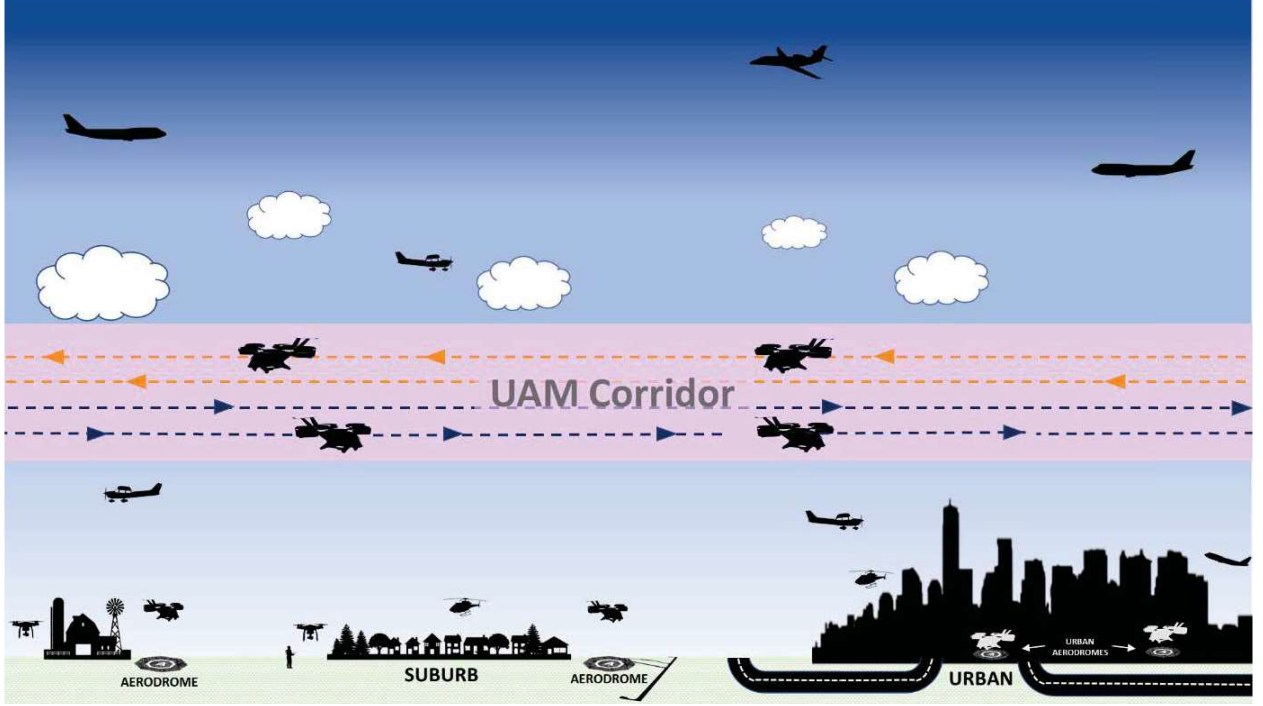 UAM Corridor
URBAN
AERODROMES
AERODROME
SUBURB
AERODROME
URBAN